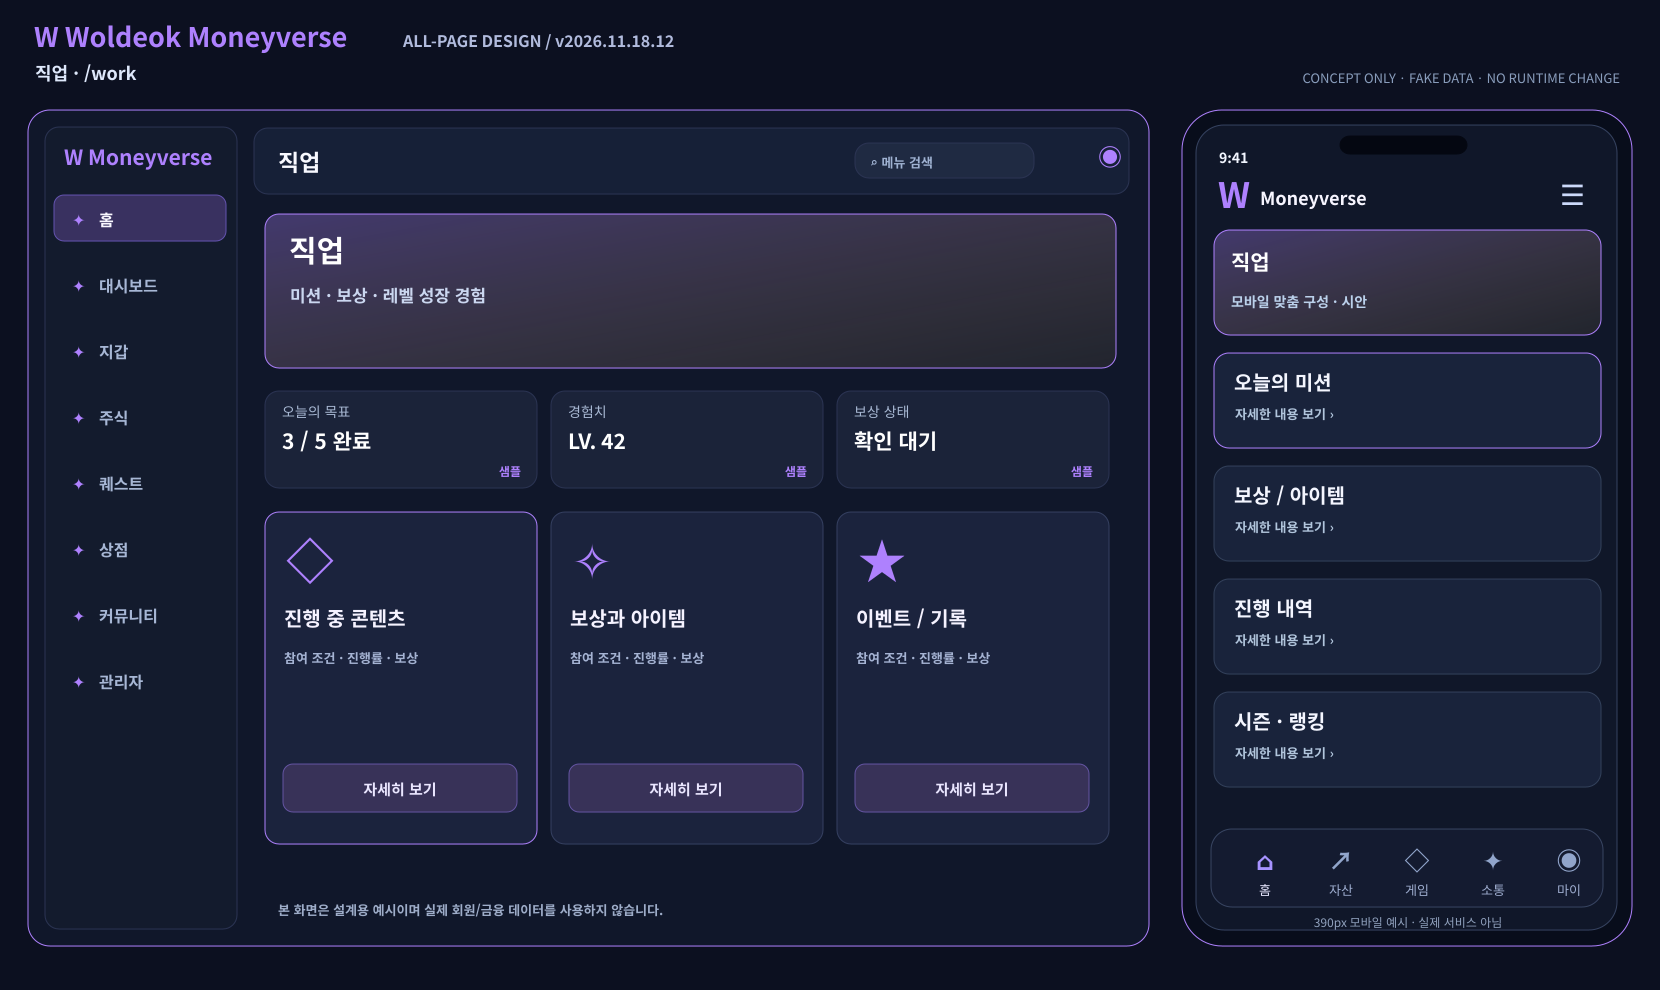 W Woldeok Moneyverse
ALL-PAGE DESIGN / v2026.11.18.12
직업 · /work
CONCEPT ONLY · FAKE DATA · NO RUNTIME CHANGE
W Moneyverse
홈
대시보드
지갑
주식
퀘스트
상점
커뮤니티
관리자
직업
메뉴 검색
직업
미션 · 보상 · 레벨 성장 경험
오늘의 목표
3 / 5 완료
샘플
경험치
LV. 42
샘플
보상 상태
확인 대기
샘플
진행 중 콘텐츠
참여 조건 · 진행률 · 보상
자세히 보기
보상과 아이템
참여 조건 · 진행률 · 보상
자세히 보기
이벤트 / 기록
참여 조건 · 진행률 · 보상
자세히 보기
본 화면은 설계용 예시이며 실제 회원/금융 데이터를 사용하지 않습니다.
9:41
W Moneyverse
직업
모바일 맞춤 구성 · 시안
오늘의 미션
자세한 내용 보기 ›
보상 / 아이템
자세한 내용 보기 ›
진행 내역
자세한 내용 보기 ›
시즌 · 랭킹
자세한 내용 보기 ›
홈
자산
게임
소통
마이
390px 모바일 예시 · 실제 서비스 아님